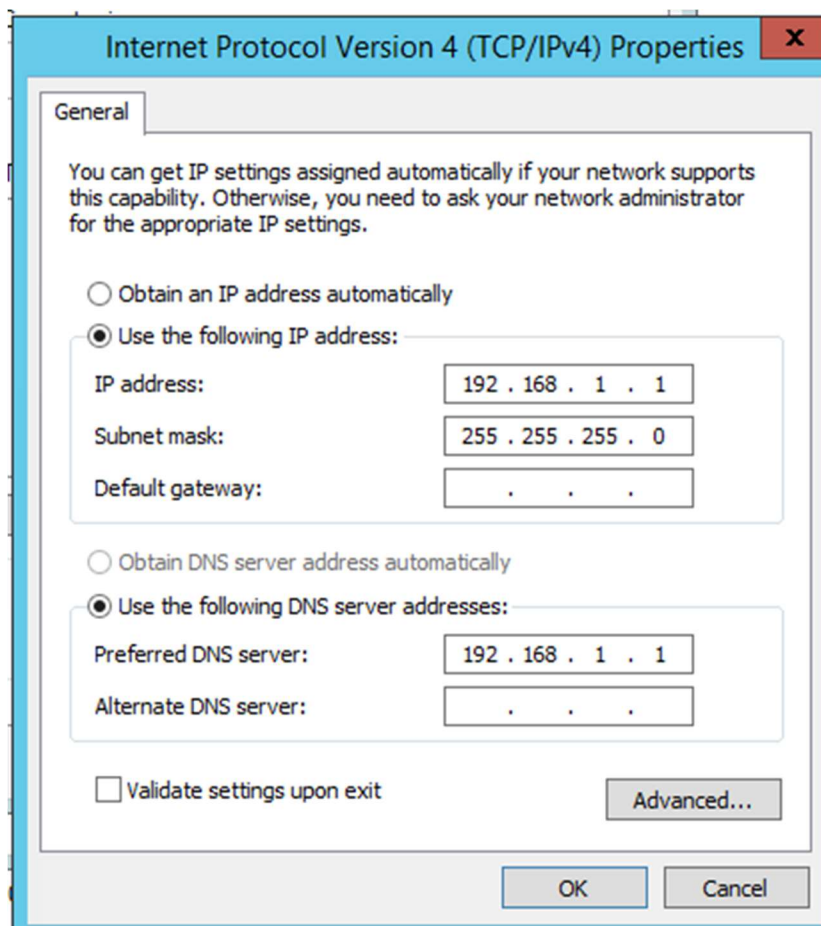 Internet Protocol Version 4 (TCP/IPv4) Properties
x
General
You can get IP settings assigned automatically if your network supports
this capability. Otherwise, you need to ask your network administrator
for the appropriate IP settings.
Obtain an IP address automatically
Use the following IP address:
IP address: 192 . 168 . 1 . 1
Subnet mask: 255 . 255 . 255 . 0
Default gateway: . . .
Obtain DNS server address automatically
Use the following DNS server addresses:
Preferred DNS server: 192 . 168 . 1 . 1
Alternate DNS server: . . .
Validate settings upon exit
Advanced...
OK Cancel